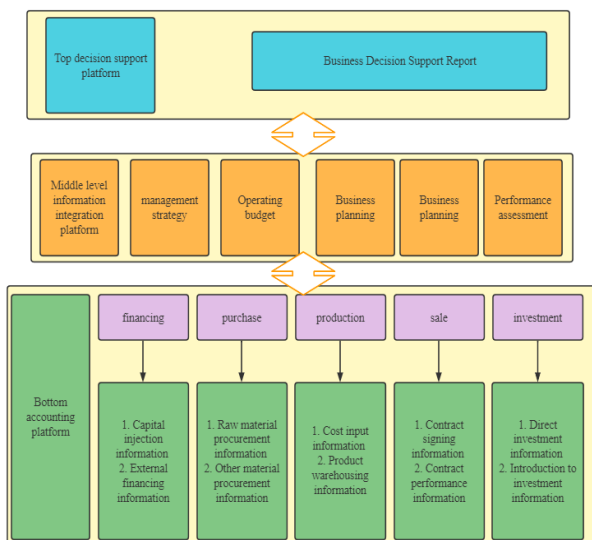 Top decision support
platform
Business Decision Support Report
Middle level
information
integration
platform
management
strategy
Operating
budget
Business
planning
Business
planning
Performance
assessment
financing
purchase
production
sale
investment
Bottom
accounting
platform
1. Capital
injection
information
2. External
financing
information
1. Raw material
procurement
information
2. Other material
procurement
information
1. Cost input
information
2. Product
warehousing
information
1. Contract
signing
information
2. Contract
performance
information
1. Direct
investment
information
2. Introduction to
investment
information